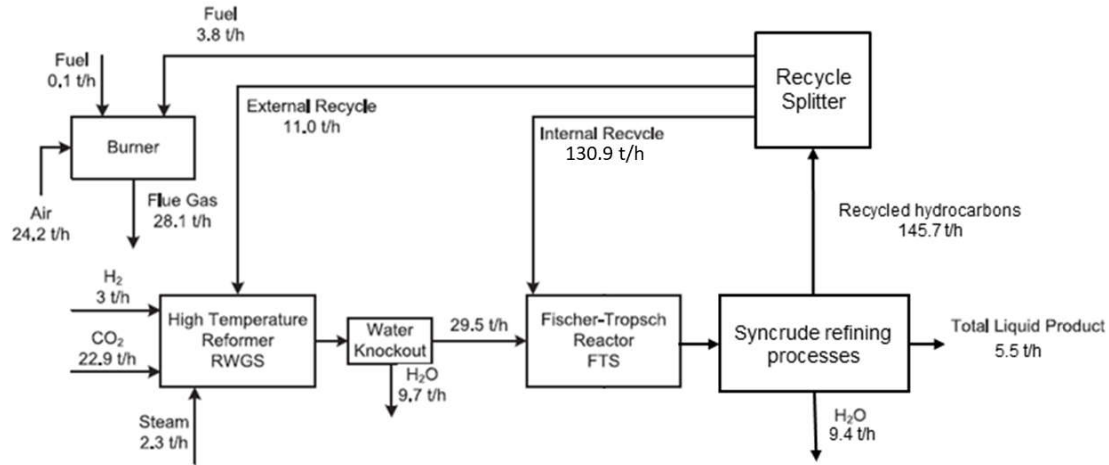 Fuel
3.8 t/h
Fuel
0,1 t/h
Recycle
Splitter
External Recycle
11.0 t/h
Internal Recvcle
130.9 t/h
Burner
Flue Gas
28.1 t/h
Air
24.2 t/h
Recycled hydrocarbons
145.7 t/h
H₂
3 t/h
CO₂
22.9 t/h
High Temperature
Reformer
RWGS
Water
Knockout
29.5 t/h
Fischer-Tropsch
Reactor
FTS
Syncrude refining
processes
Total Liquid Product
5.5 t/h
H₂O
9.7 t/h
H₂O
9.4 t/h
Steam
2.3 t/h